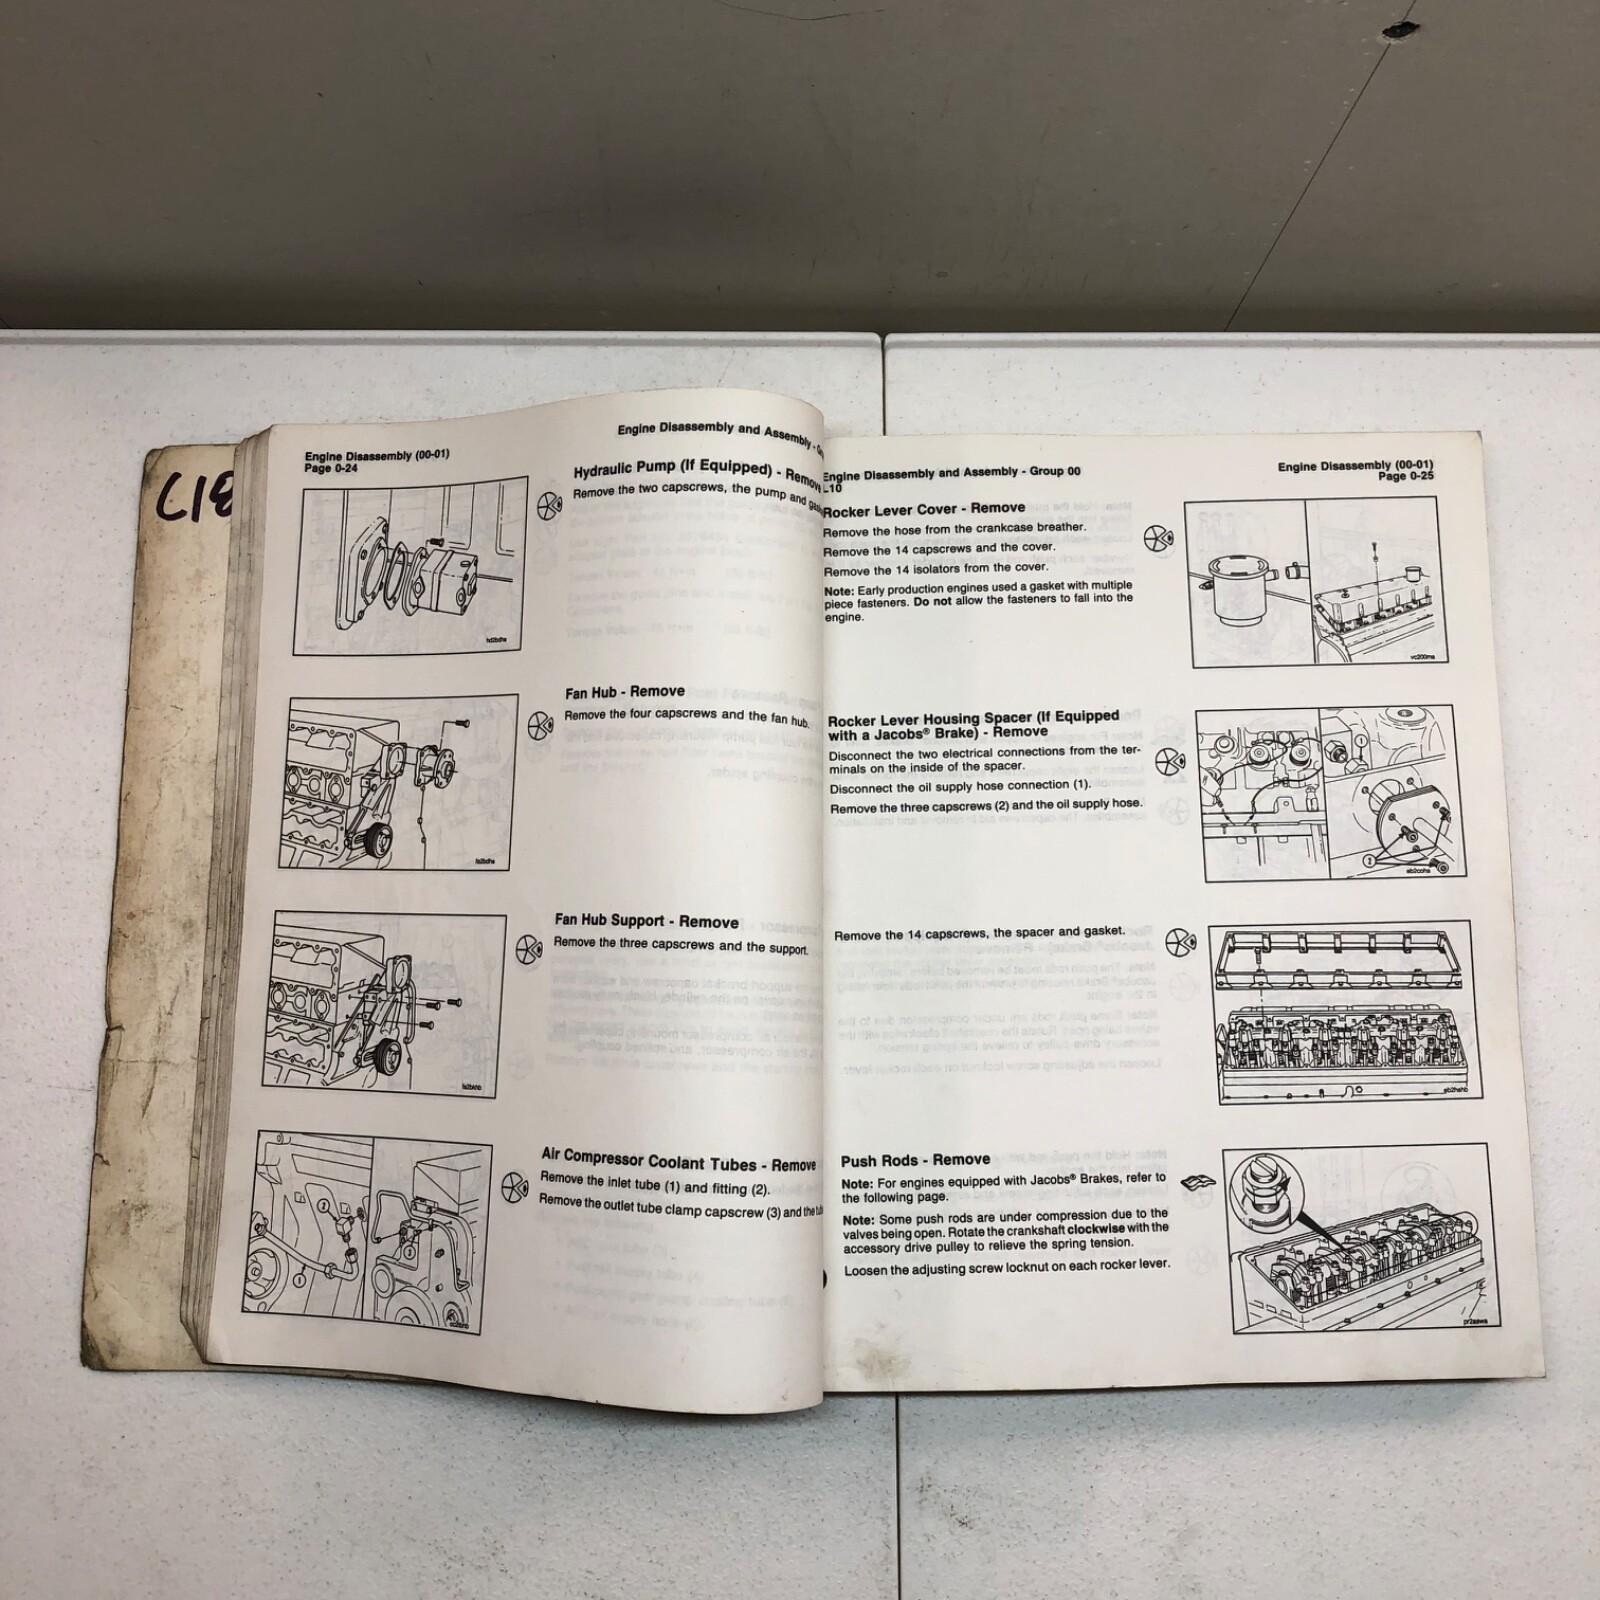 C18
Engine Disassembly (00-01)
Page 0-24
Engine Disassembly and Assembly -
Hydraulic Pump (If Equipped) - Remove
Remove the two capscrews, the pump and
hd2bdhs
Fan Hub - Remove
Remove the four capscrews and the fan hub.
fs2bdhs
Fan Hub Support - Remove
Remove the three capscrews and the support.
Air Compressor Coolant Tubes - Remove
Remove the inlet tube (1) and fitting (2).
Remove the outlet tube clamp capscrew (3) and the
2
1
3
Engine Disassembly and Assembly - Group 00
L10
Engine Disassembly (00-01)
Page 0-25
Rocker Lever Cover - Remove
Remove the hose from the crankcase breather.
Remove the 14 capscrews and the cover.
Remove the 14 isolators from the cover.
Note: Early production engines used a gasket with multiple
piece fasteners. Do not allow the fasteners to fall into the
engine.
vc200ma
Rocker Lever Housing Spacer (If Equipped
with a Jacobs® Brake) - Remove
Disconnect the two electrical connections from the ter-
minals on the inside of the spacer.
Disconnect the oil supply hose connection (1).
Remove the three capscrews (2) and the oil supply hose.
1
2
Remove the 14 capscrews, the spacer and gasket.
Push Rods - Remove
Note: For engines equipped with Jacobs® Brakes, refer to
the following page.
Note: Some push rods are under compression due to the
valves being open. Rotate the crankshaft clockwise with the
accessory drive pulley to relieve the spring tension.
Loosen the adjusting screw locknut on each rocker lever.